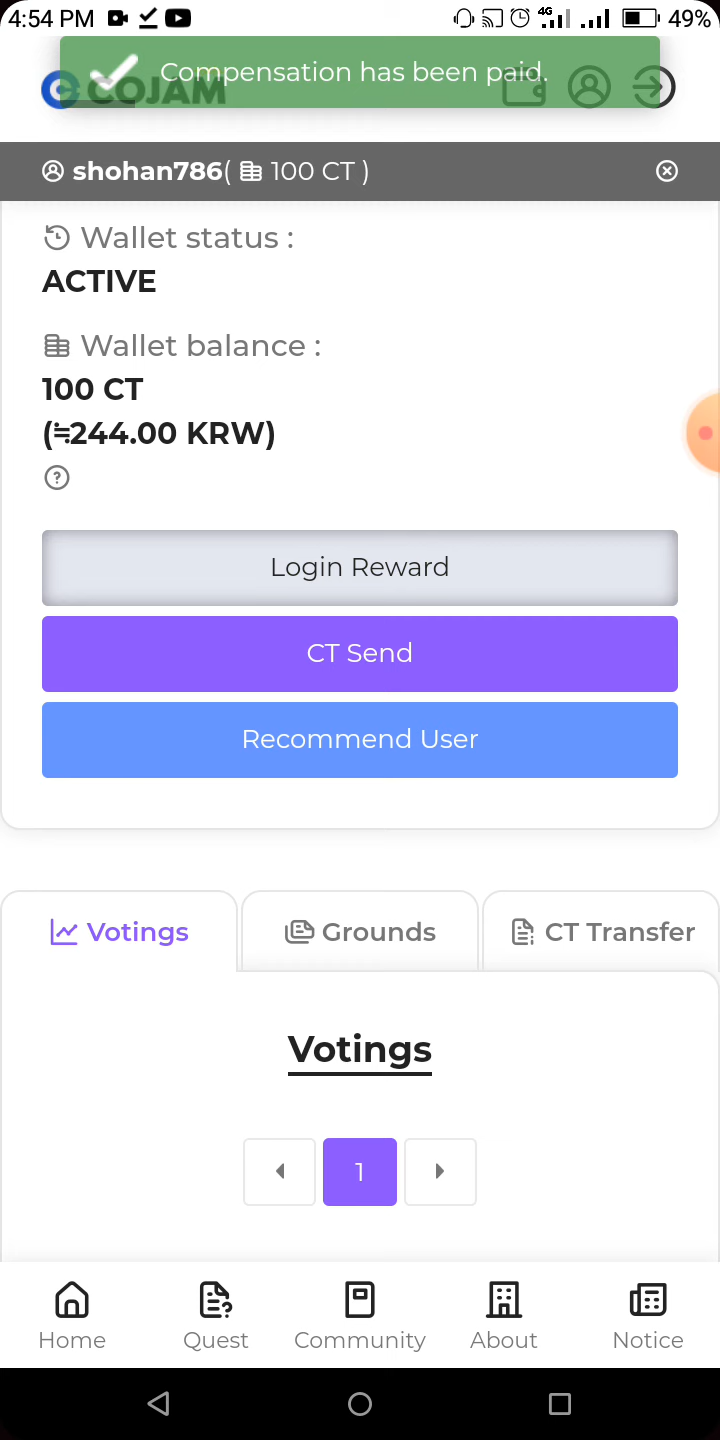 4:54 PM
4G
49%
Compensation has been paid.
COJAM
shohan786( 100 CT )
Wallet status :
ACTIVE
Wallet balance :
100 CT
(≒244.00 KRW)
?
Login Reward
CT Send
Recommend User
Votings
Grounds
CT Transfer
Votings
1
Home
Quest
Community
About
Notice